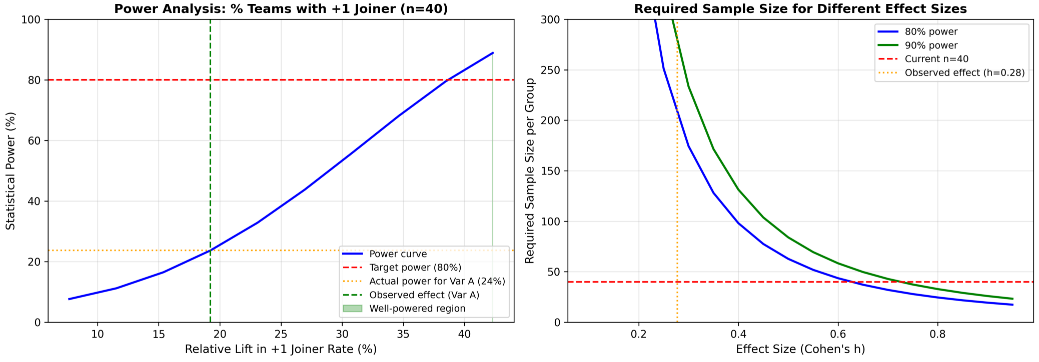 Power Analysis: % Teams with +1 Joiner (n=40)
100
80
60
40
20
0
Statistical Power (%)
Power curve
Target power (80%)
Actual power for Var A (24%)
Observed effect (Var A)
Well-powered region
10
15
20
25
30
35
40
Relative Lift in +1 Joiner Rate (%)
Required Sample Size for Different Effect Sizes
300
250
200
150
100
50
0
Required Sample Size per Group
80% power
90% power
Current n=40
Observed effect (h=0.28)
0.2
0.4
0.6
0.8
Effect Size (Cohen's h)